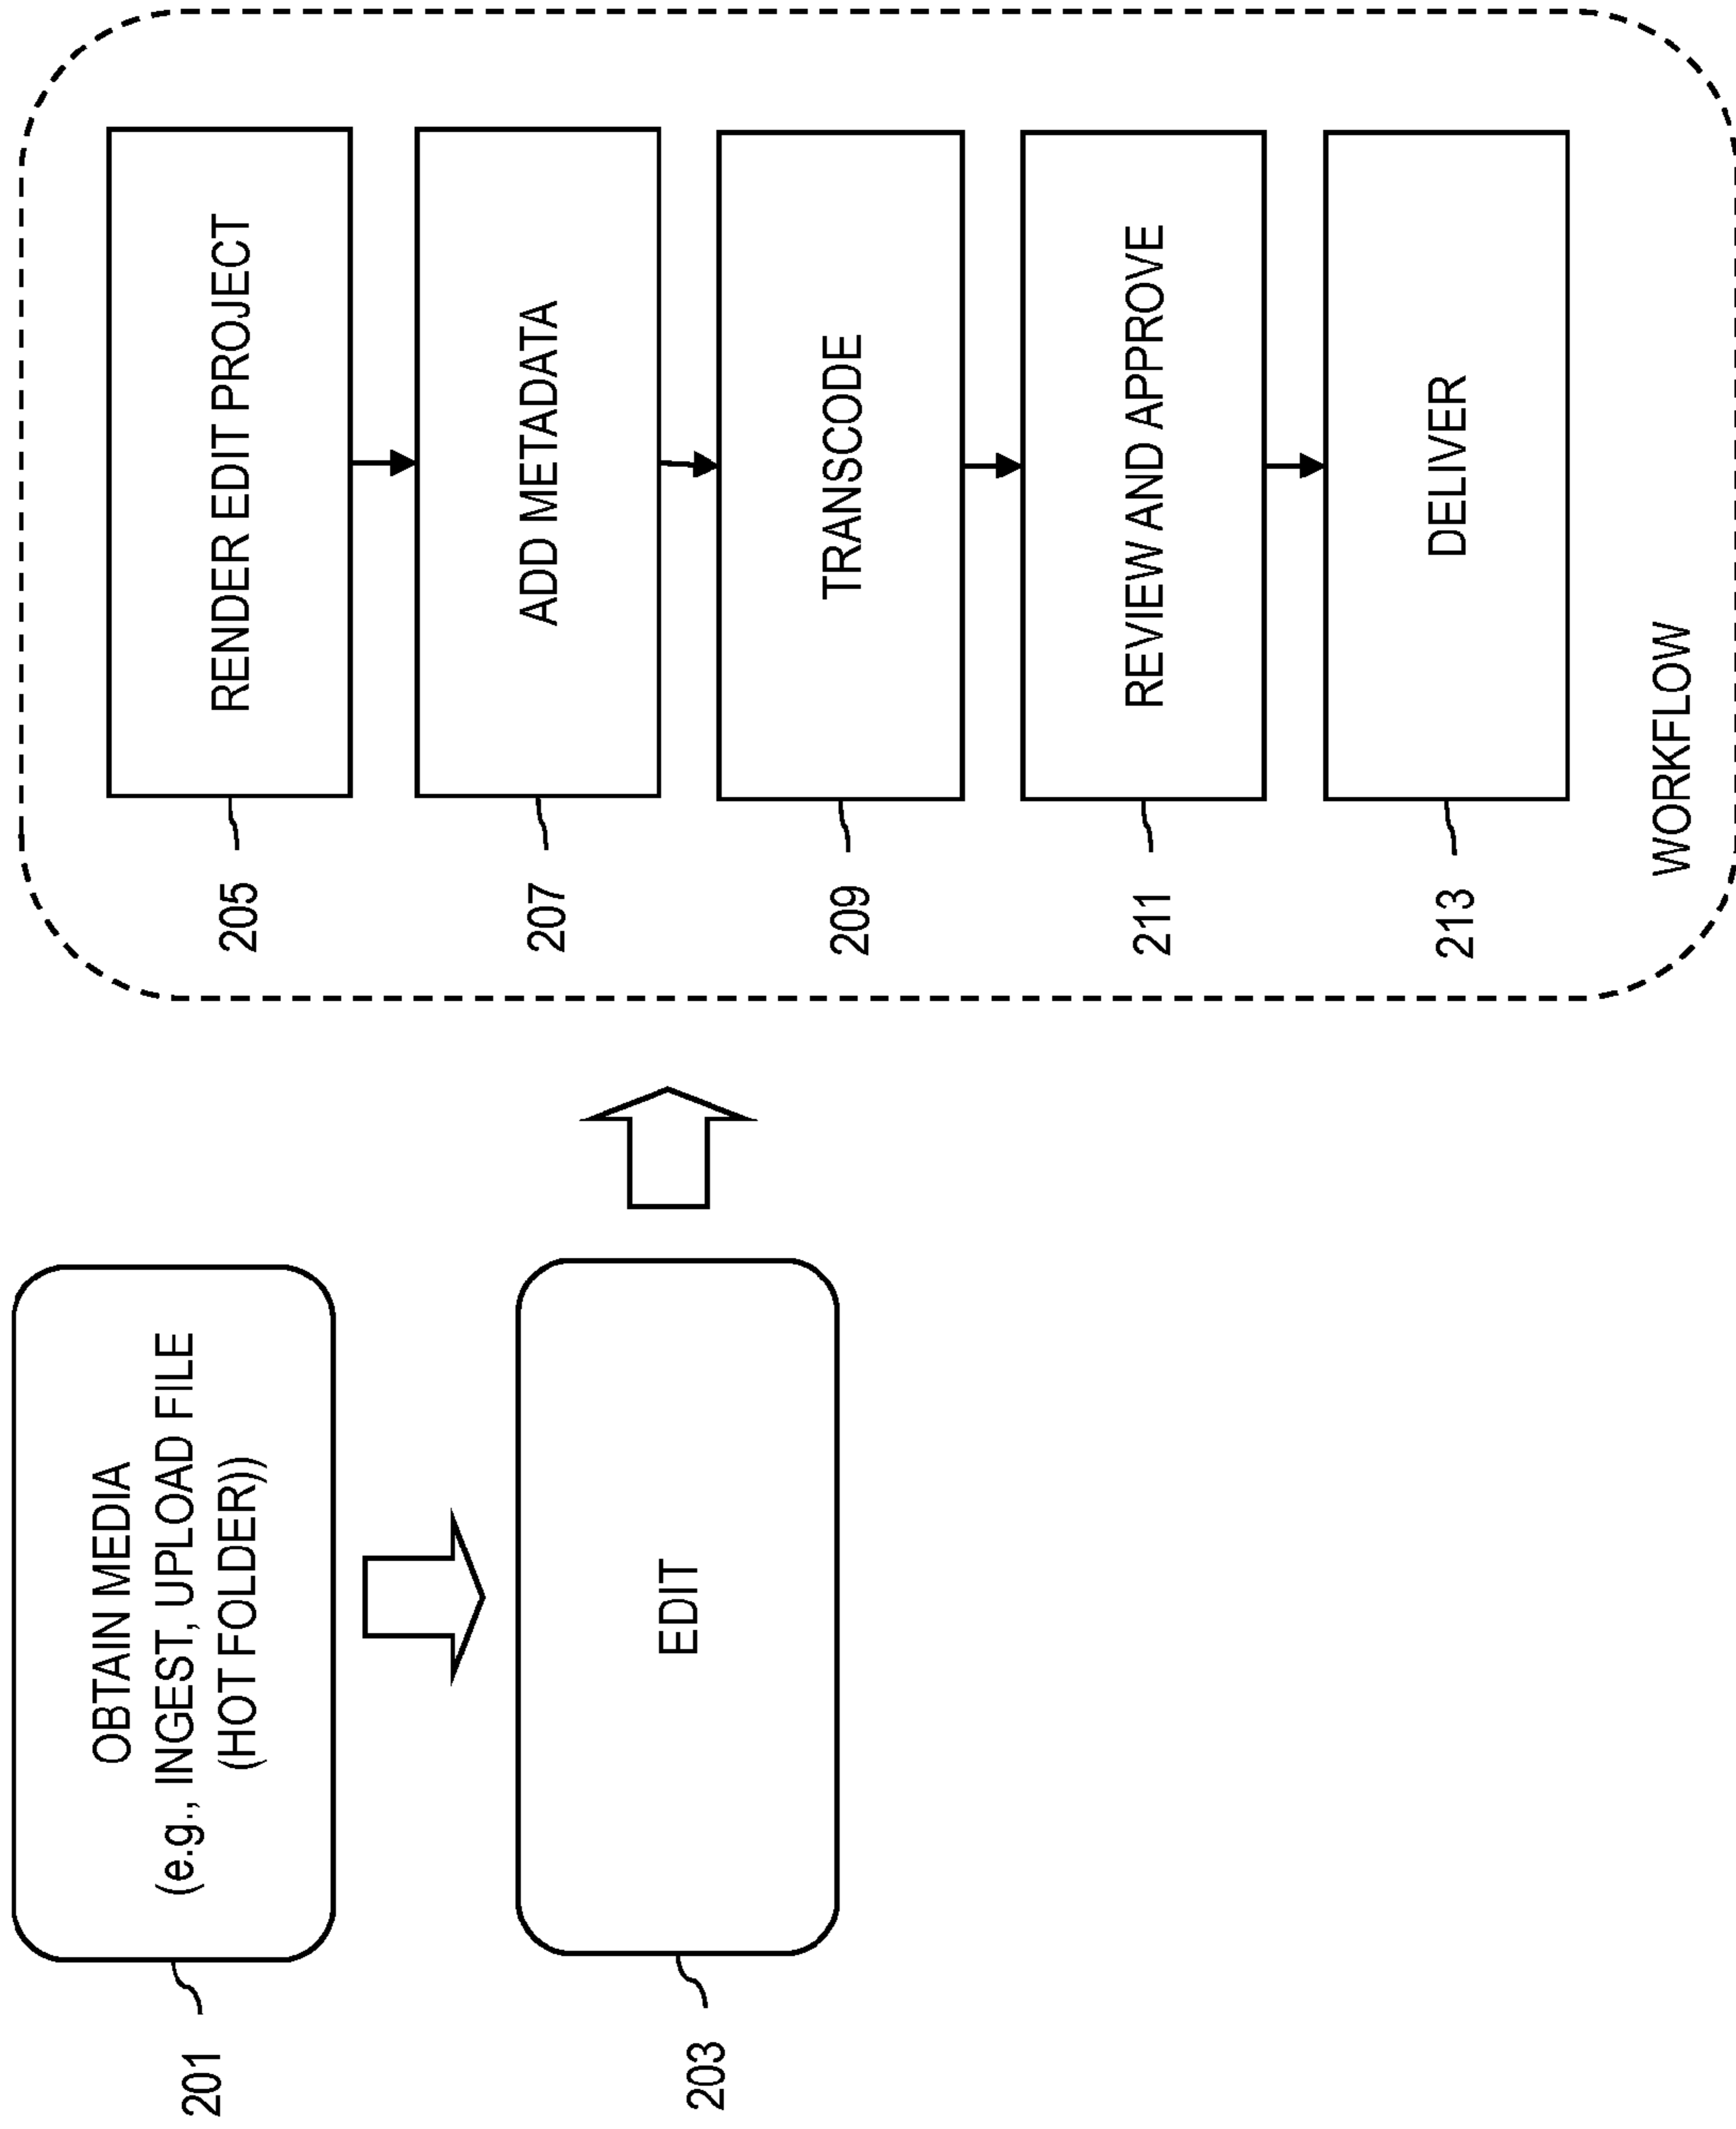 201
OBTAIN MEDIA
(e.g., INGEST, UPLOAD FILE
(HOT FOLDER))
203
EDIT
205
RENDER EDIT PROJECT
207
ADD METADATA
209
TRANSCODE
211
REVIEW AND APPROVE
213
DELIVER
WORKFLOW